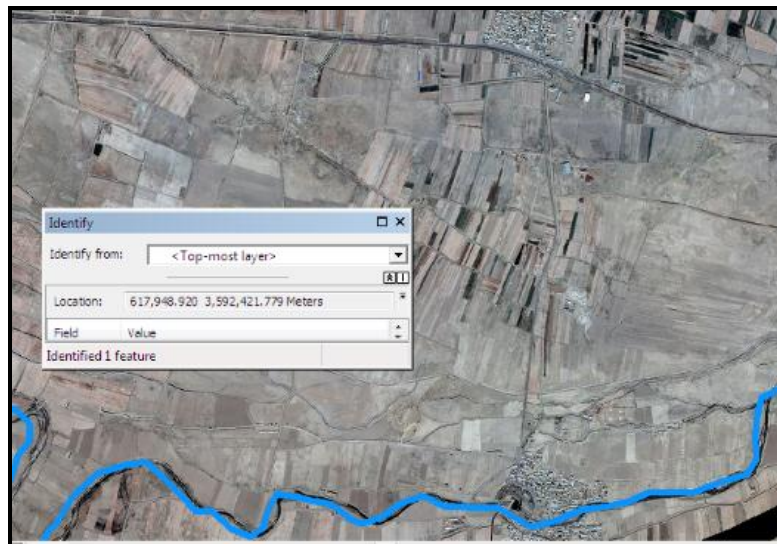 Identify
Identify from: <Top-most layer>
Location: 617,948.920 3,592,421.779 Meters
Field Value
Identified 1 feature